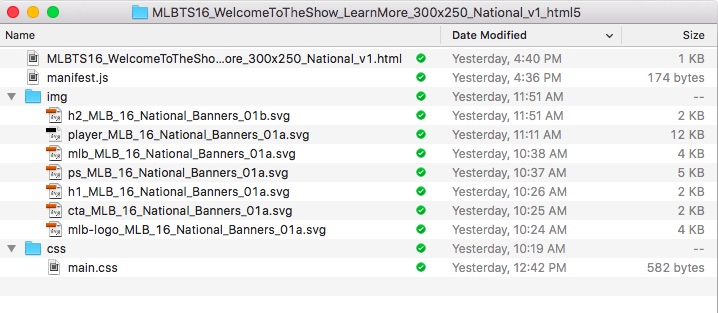 MLBTS16_WelcomeToTheShow_LearnMore_300x250_National_v1_html5
Name Date Modified Size
MLBTS16_WelcomeToTheSho...ore_300x250_National_v1.html Yesterday, 4:40 PM 1 KB
manifest.js Yesterday, 4:36 PM 174 bytes
img Yesterday, 11:51 AM --
h2_MLB_16_National_Banners_01b.svg Yesterday, 11:51 AM 2 KB
player_MLB_16_National_Banners_01a.svg Yesterday, 11:11 AM 12 KB
mlb_MLB_16_National_Banners_01a.svg Yesterday, 10:38 AM 4 KB
ps_MLB_16_National_Banners_01a.svg Yesterday, 10:37 AM 5 KB
h1_MLB_16_National_Banners_01a.svg Yesterday, 10:26 AM 2 KB
cta_MLB_16_National_Banners_01a.svg Yesterday, 10:25 AM 2 KB
mlb-logo_MLB_16_National_Banners_01a.svg Yesterday, 10:24 AM 4 KB
css Yesterday, 10:19 AM --
main.css Yesterday, 12:42 PM 582 bytes